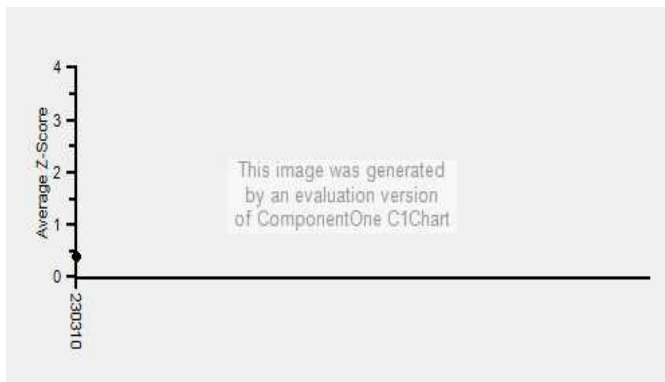 4
3
2
1
0
Average Z-Score
This image was generated
by an evaluation version
of ComponentOne C1Chart
230310